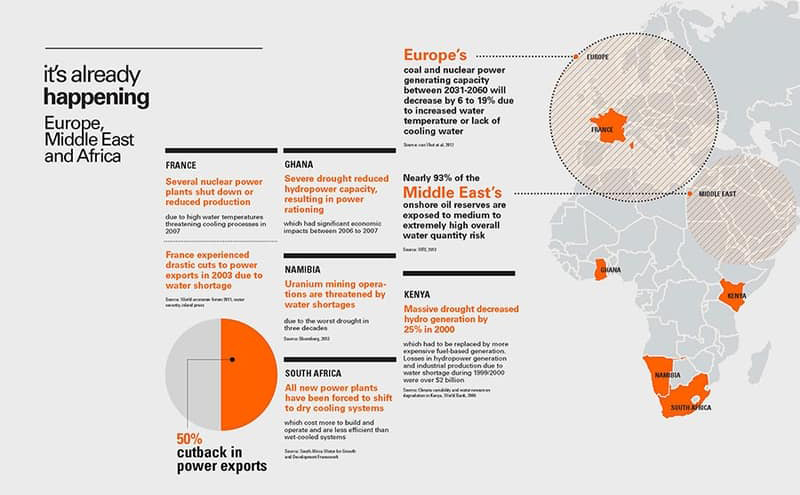 it's already
happening
Europe,
Middle East
and Africa
FRANCE
Several nuclear power
plants shut down or
reduced production
due to high water temperatures
threatening cooling processes in
2007
France experienced
drastic cuts to power
exports in 2003 due to
water shortage
Source: World economic forum 2011, water
security, inland press
50%
cutback in
power exports
GHANA
Severe drought reduced
hydropower capacity,
resulting in power
rationing
which had significant economic
impacts between 2006 to 2007
NAMIBIA
Uranium mining opera-
tions are threatened by
water shortages
due to the worst drought in
three decades
Source: Bloomberg, 2013
SOUTH AFRICA
All new power plants
have been forced to shift
to dry cooling systems
which cost more to build and
operate and are less efficient than
wet-cooled systems
Source: South Africa Water for Growth
and Development Framework
Europe's
coal and nuclear power
generating capacity
between 2031-2060 will
decrease by 6 to 19% due
to increased water
temperature or lack of
cooling water
Source: van Vliet et al, 2012
Nearly 93% of the
Middle East's
onshore oil reserves are
exposed to medium to
extremely high overall
water quantity risk
Source:
KENYA
Massive drought decreased
hydro generation by
25% in 2000
which had to be replaced by more
expensive fuel-based generation.
Losses in hydropower generation
and industrial production due to
water shortage during 1999/2000
were over $2 billion
Source: Climate variability and water resources
degradation in Kenya, World Bank, 2006
EUROPE
FRANCE
MIDDLE EAST
GHANA
KENYA
NAMIBIA
SOUTH AFRICA